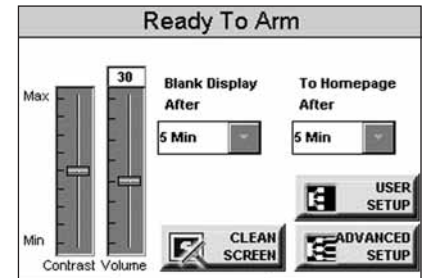 Ready To Arm
30
Blank Display
After
To Homepage
After
Max
5 Min
5 Min
USER
SETUP
Min
CLEAN
SCREEN
ADVANCED
SETUP
Contrast Volume